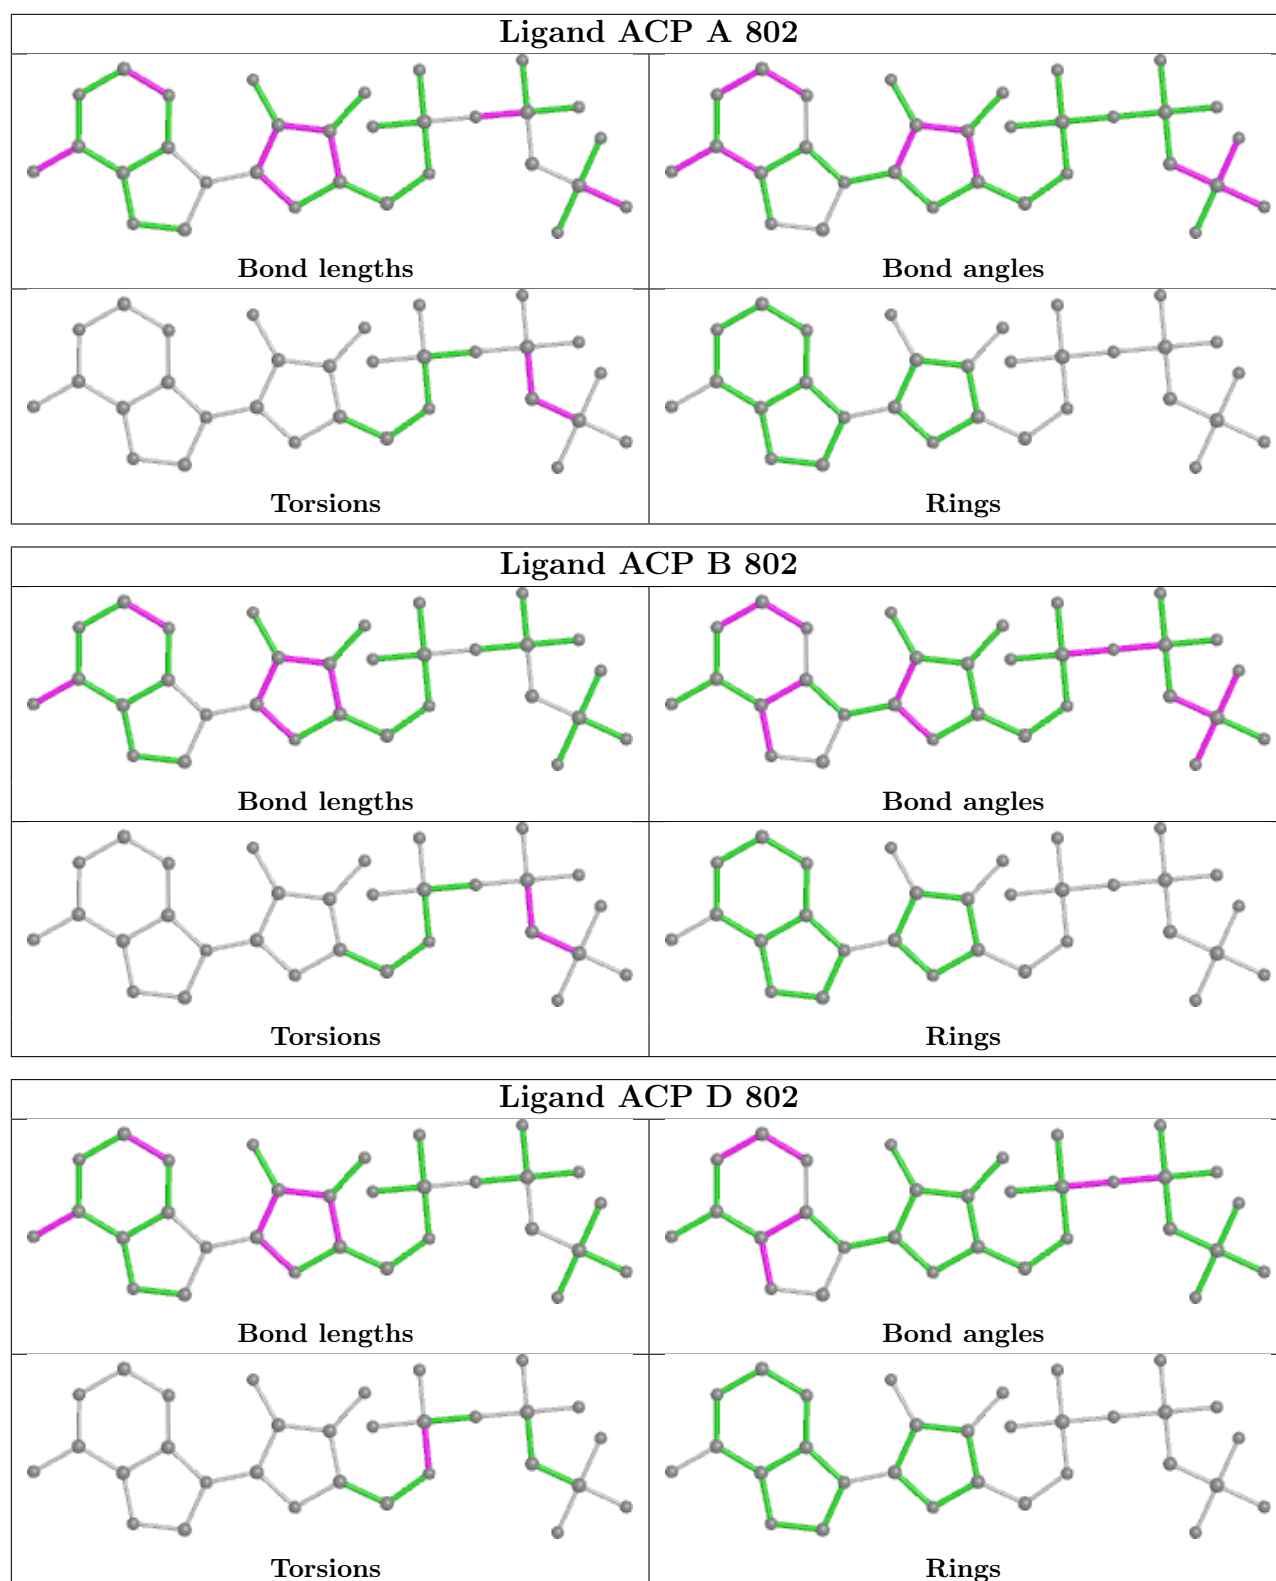 Ligand ACP A 802
Bond lengths
Bond angles
Torsions
Rings
Ligand ACP B 802
Bond lengths
Bond angles
Torsions
Rings
Ligand ACP D 802
Bond lengths
Bond angles
Torsions
Rings